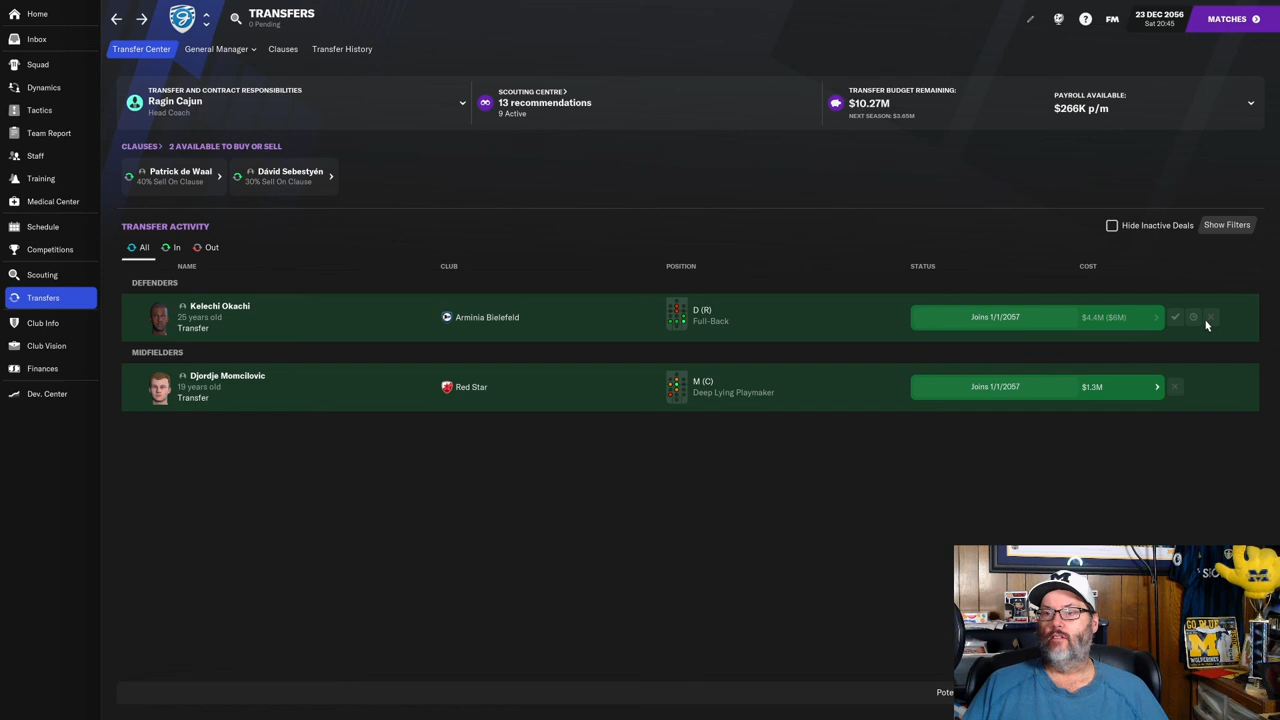 Home
Inbox
Squad
Dynamics
Tactics
Team Report
Staff
Training
Medical Center
Schedule
Competitions
Scouting
Transfers
Club Info
Club Vision
Finances
Dev. Center
TRANSFERS
0 Pending
FM
23 DEC 2056
Sat 20:45
MATCHES
Transfer Center
General Manager
Clauses
Transfer History
TRANSFER AND CONTRACT RESPONSIBILITIES
Ragin Cajun
Head Coach
SCOUTING CENTRE>
13 recommendations
9 Active
TRANSFER BUDGET REMAINING:
$10.27M
NEXT SEASON: $3.65M
PAYROLL AVAILABLE:
$266K p/m
CLAUSES> 2 AVAILABLE TO BUY OR SELL
Patrick de Waal
40% Sell On Clause
Dávid Sebestyén
30% Sell On Clause
TRANSFER ACTIVITY
Hide Inactive Deals
Show Filters
All In Out
NAME CLUB POSITION STATUS COST
DEFENDERS
Kelechi Okachi
25 years old
Transfer
Arminia Bielefeld
D (R)
Full-Back
Joins 1/1/2057
$4.4M ($6M)
MIDFIELDERS
Djordje Momcilovic
19 years old
Transfer
Red Star
M (C)
Deep Lying Playmaker
Joins 1/1/2057
$1.3M
Pote
GO BLUE
M
WOLVERINES